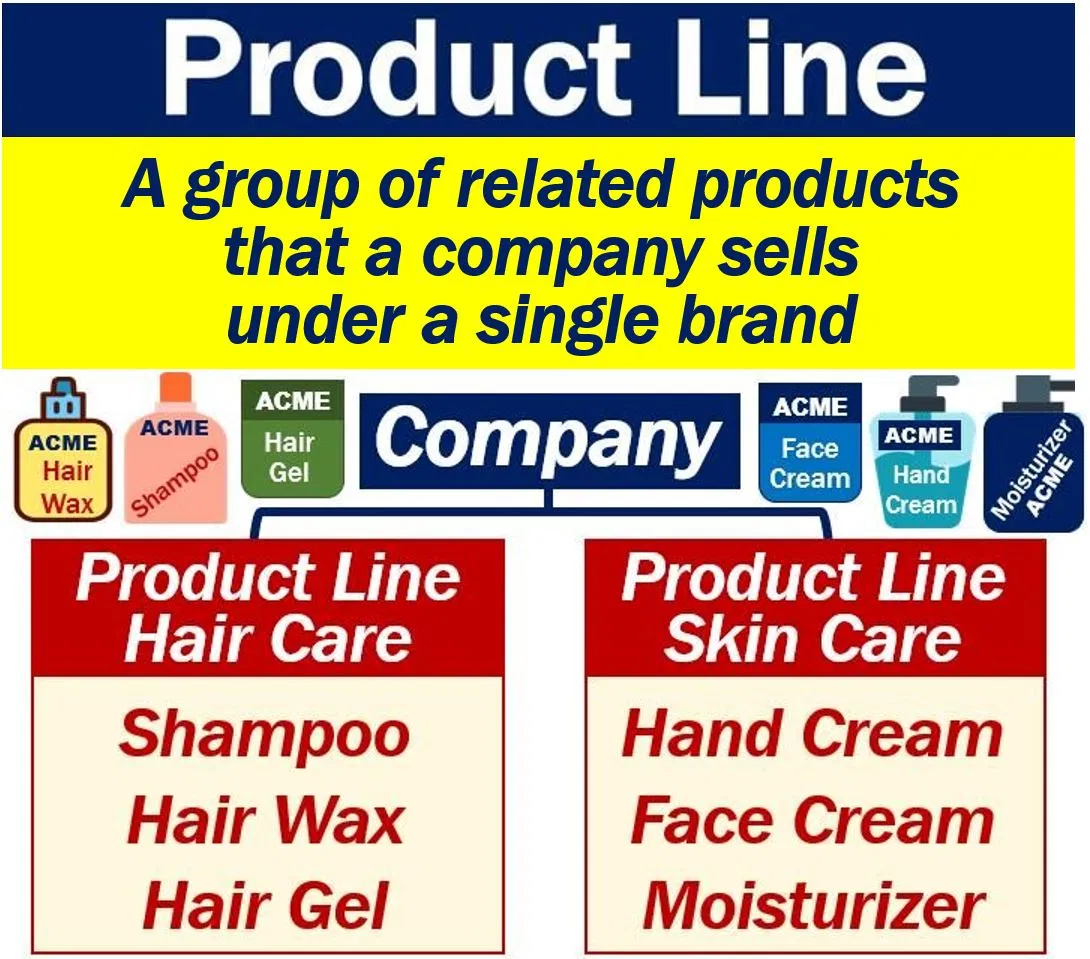 Product Line
A group of related products
that a company sells
under a single brand
ACME
Hair
Wax
ACME
Shampoo
ACME
Hair
Gel
Company
ACME
Face
Cream
ACME
Hand
Cream
Moisturizer
ACME
Product Line
Hair Care
Shampoo
Hair Wax
Hair Gel
Product Line
Skin Care
Hand Cream
Face Cream
Moisturizer